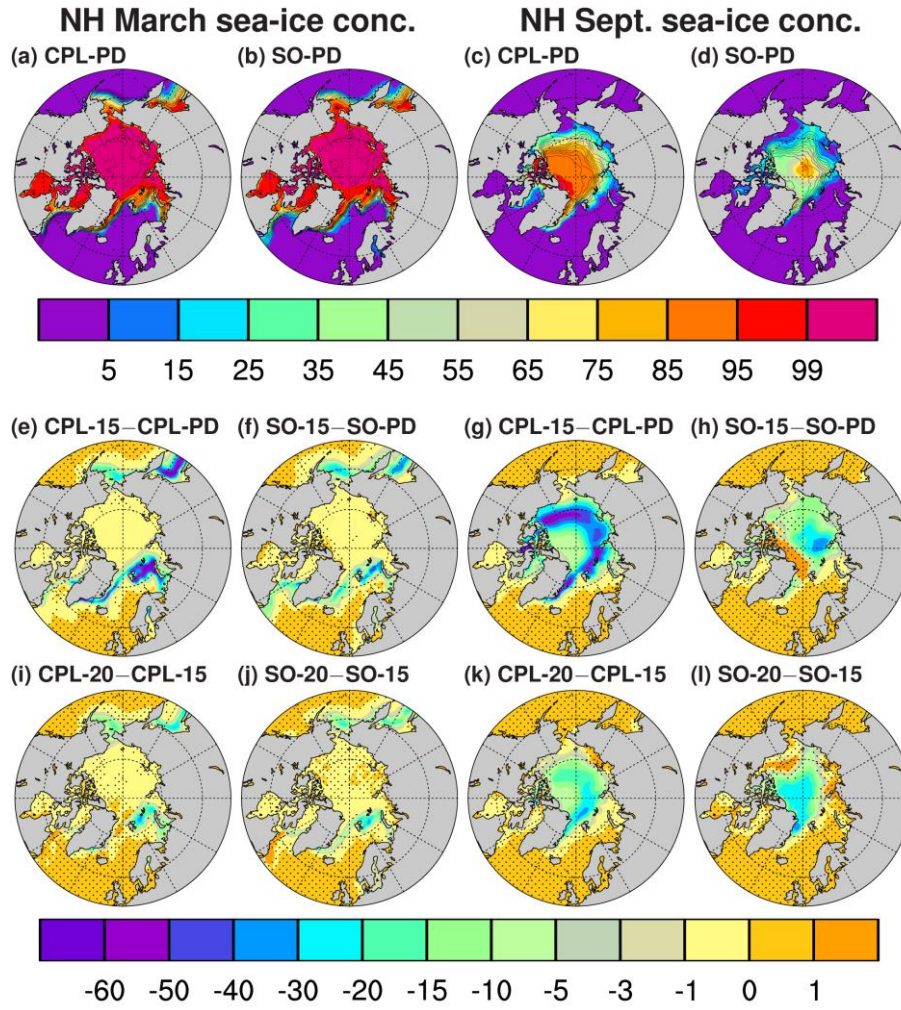 NH March sea-ice conc. NH Sept. sea-ice conc.
(a) CPL-PD (b) SO-PD (c) CPL-PD (d) SO-PD
5 15 25 35 45 55 65 75 85 95 99
(e) CPL-15−CPL-PD (f) SO-15−SO-PD (g) CPL-15−CPL-PD (h) SO-15−SO-PD
(i) CPL-20−CPL-15 (j) SO-20−SO-15 (k) CPL-20−CPL-15 (l) SO-20−SO-15
-60 -50 -40 -30 -20 -15 -10 -5 -3 -1 0 1